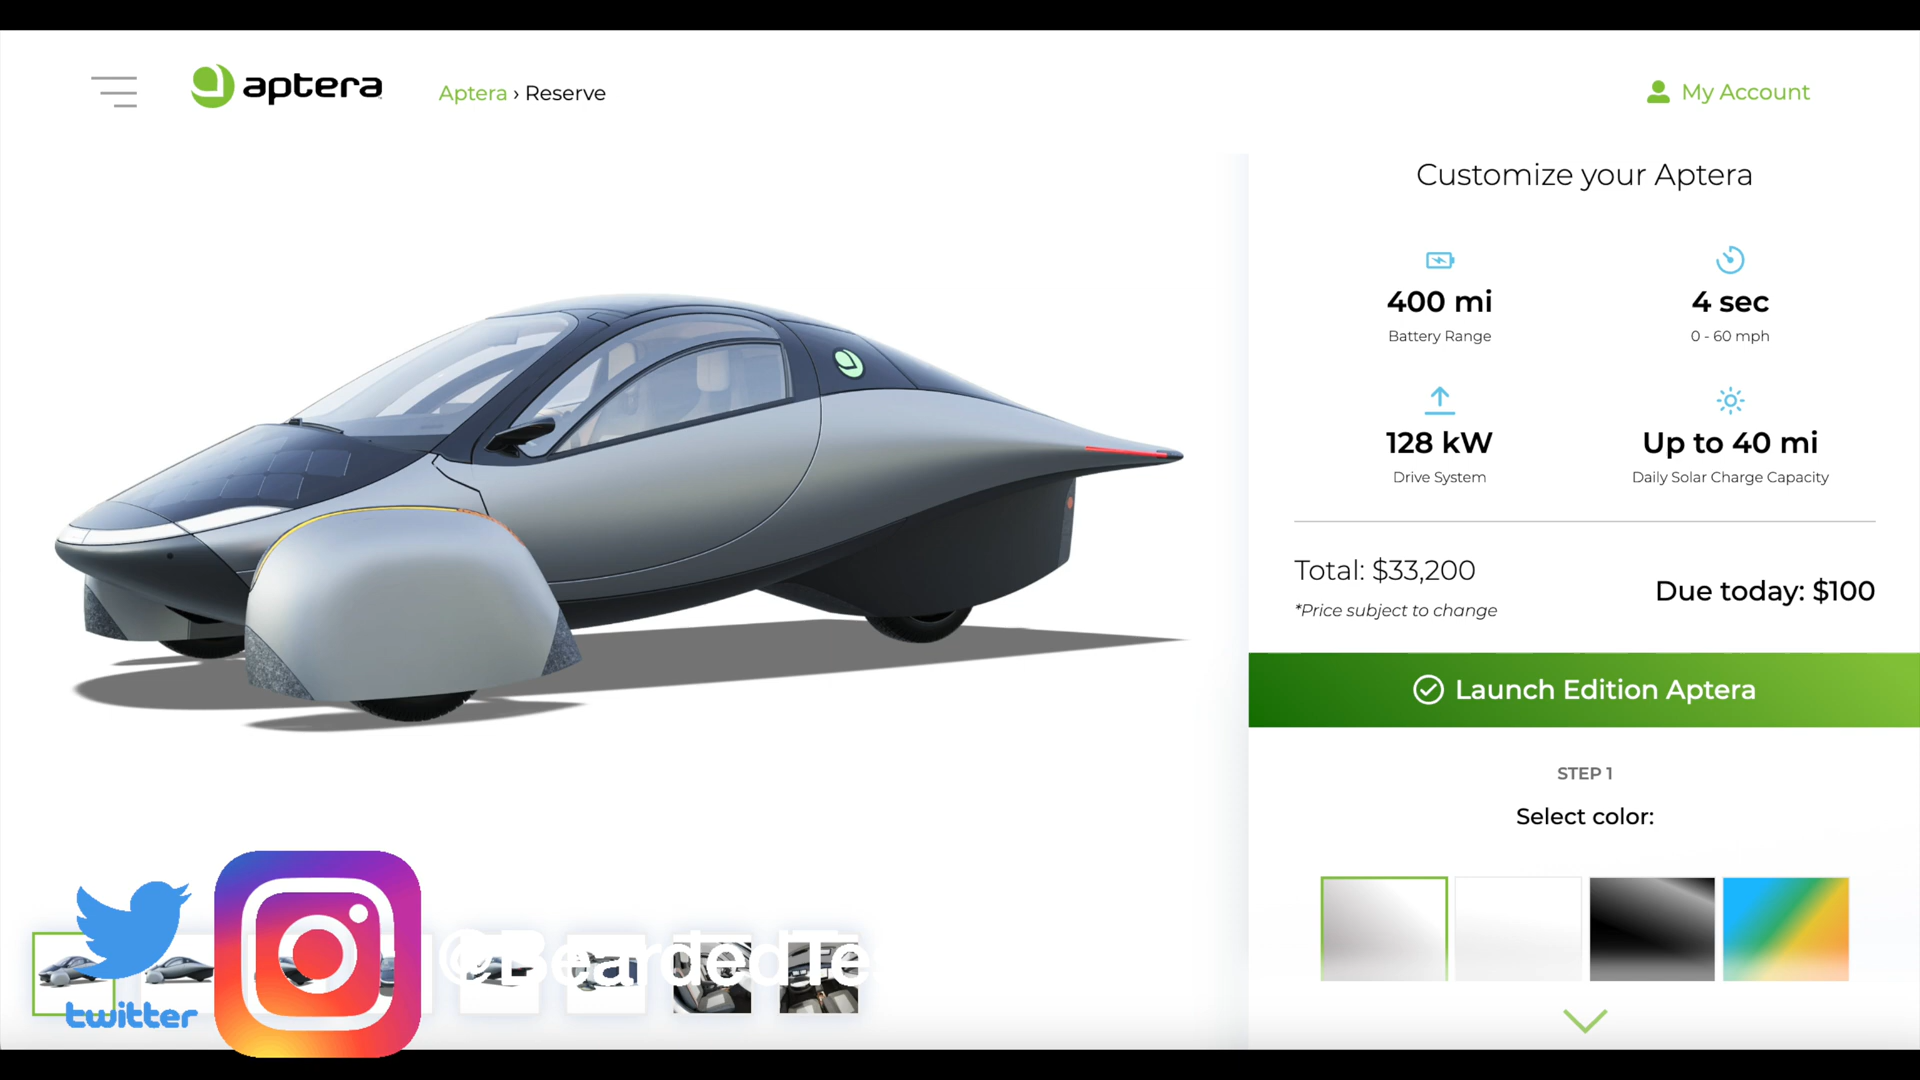 aptera
Aptera › Reserve
My Account
Customize your Aptera
400 mi
Battery Range
4 sec
0 - 60 mph
128 kW
Drive System
Up to 40 mi
Daily Solar Charge Capacity
Total: $33,200
*Price subject to change
Due today: $100
Launch Edition Aptera
STEP 1
Select color:
twitter
@BeardedTe